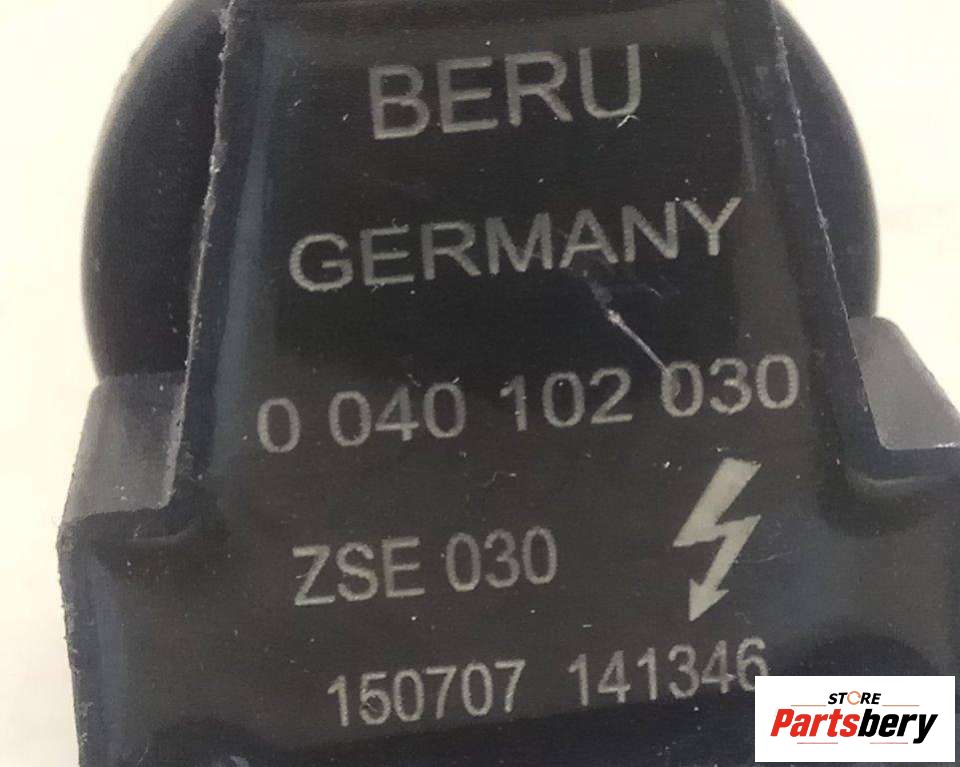 BERU
GERMANY
0 040 102 030
ZSE 030
150707 141346
STORE
Partsbery